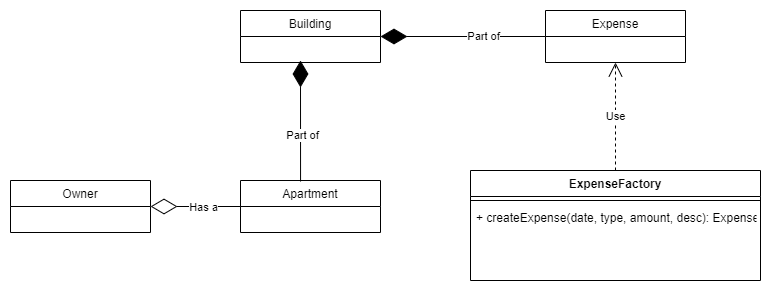 Building
Expense
Part of
Part of
Use
Owner
Has a
Apartment
ExpenseFactory
+ createExpense(date, type, amount, desc): Expense